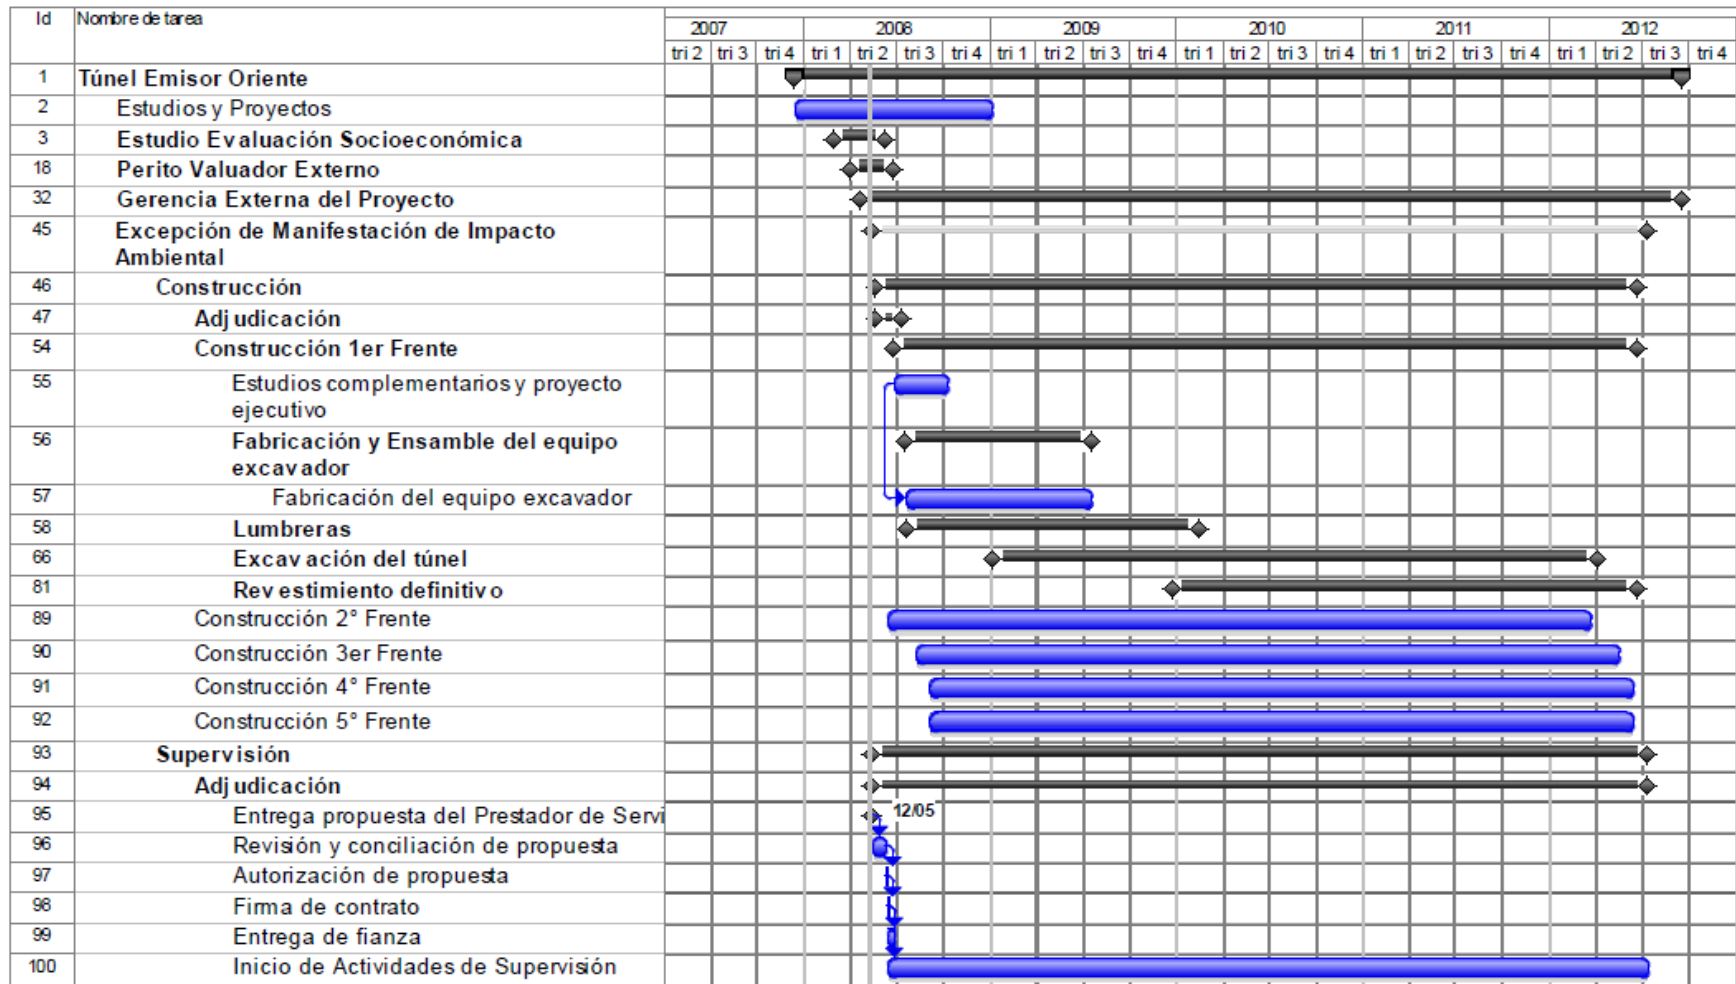 Id Nombre de tarea
2007 2008 2009 2010 2011 2012
tri 2 tri 3 tri 4 tri 1 tri 2 tri 3 tri 4 tri 1 tri 2 tri 3 tri 4 tri 1 tri 2 tri 3 tri 4 tri 1 tri 2 tri 3 tri 4 tri 1 tri 2 tri 3 tri 4
1 Túnel Emisor Oriente
2 Estudios y Proyectos
3 Estudio Evaluación Socioeconómica
18 Perito Valuador Externo
32 Gerencia Externa del Proyecto
45 Excepción de Manifestación de Impacto
Ambiental
46 Construcción
47 Adjudicación
54 Construcción 1er Frente
55 Estudios complementarios y proyecto
ejecutivo
56 Fabricación y Ensamble del equipo
excavador
57 Fabricación del equipo excavador
58 Lumbreras
66 Excavación del túnel
81 Revestimiento definitivo
89 Construcción 2° Frente
90 Construcción 3er Frente
91 Construcción 4° Frente
92 Construcción 5° Frente
93 Supervisión
94 Adjudicación
95 Entrega propuesta del Prestador de Servi 12/05
96 Revisión y conciliación de propuesta
97 Autorización de propuesta
98 Firma de contrato
99 Entrega de fianza
100 Inicio de Actividades de Supervisión